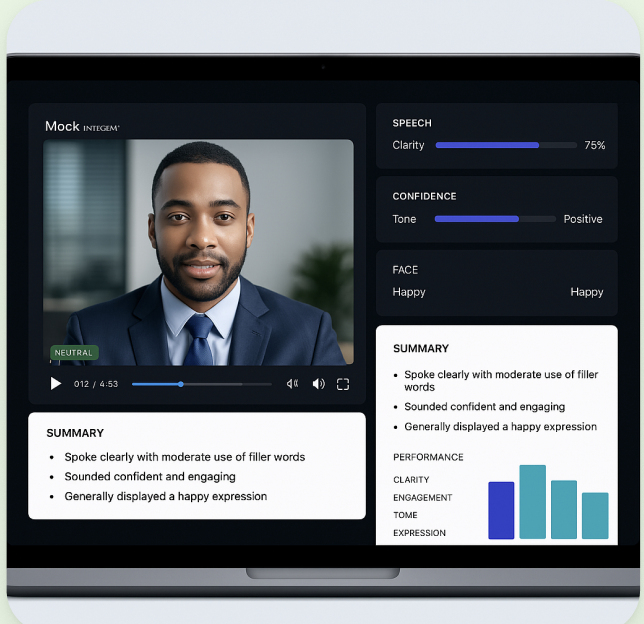 Mock INTEGEM
NEUTRAL
012 / 4:53
SUMMARY
• Spoke clearly with moderate use of filler words
• Sounded confident and engaging
• Generally displayed a happy expression
SPEECH
Clarity 75%
CONFIDENCE
Tone Positive
FACE
Happy Happy
SUMMARY
• Spoke clearly with moderate use of filler
words
• Sounded confident and engaging
• Generally displayed a happy expression
PERFORMANCE
CLARITY
ENGAGEMENT
TOME
EXPRESSION